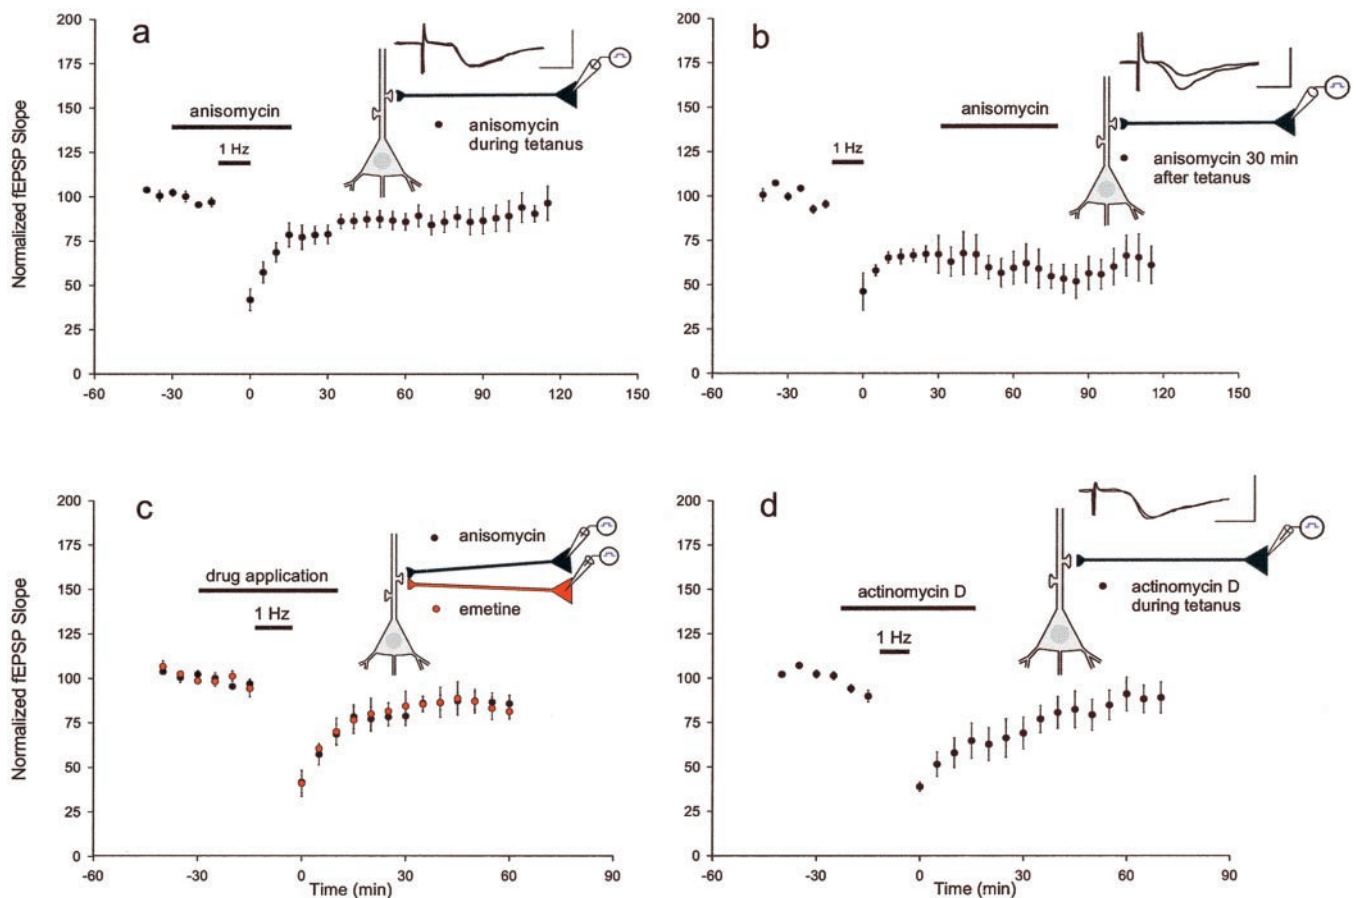 a
Normalized fEPSP Slope
200
175
150
125
100
75
50
25
0
-60
-30
0
30
60
90
120
150
anisomycin
1 Hz
anisomycin
during tetanus
b
200
175
150
125
100
75
50
25
0
-60
-30
0
30
60
90
120
150
anisomycin
1 Hz
anisomycin 30 min
after tetanus
c
Normalized fEPSP Slope
200
175
150
125
100
75
50
25
0
-60
-30
0
30
60
90
Time (min)
drug application
1 Hz
anisomycin
emetine
d
200
175
150
125
100
75
50
25
0
-60
-30
0
30
60
90
Time (min)
actinomycin D
1 Hz
actinomycin D
during tetanus